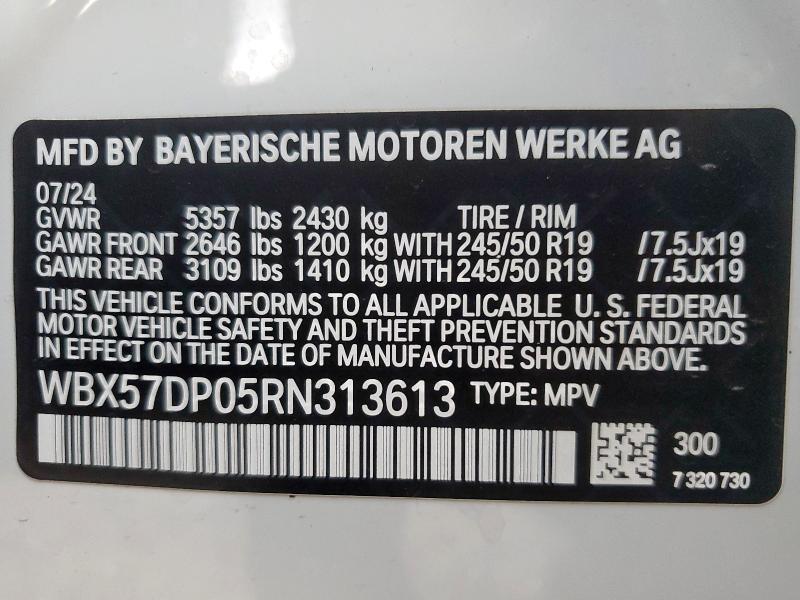 MFD BY BAYERISCHE MOTOREN WERKE AG
07/24
GVWR 5357 lbs 2430 kg TIRE / RIM
GAWR FRONT 2646 lbs 1200 kg WITH 245/50 R19 /7.5Jx19
GAWR REAR 3109 lbs 1410 kg WITH 245/50 R19 /7.5Jx19
THIS VEHICLE CONFORMS TO ALL APPLICABLE U. S. FEDERAL
MOTOR VEHICLE SAFETY AND THEFT PREVENTION STANDARDS
IN EFFECT ON THE DATE OF MANUFACTURE SHOWN ABOVE.
WBX57DP05RN313613 TYPE: MPV
300
7 320 730